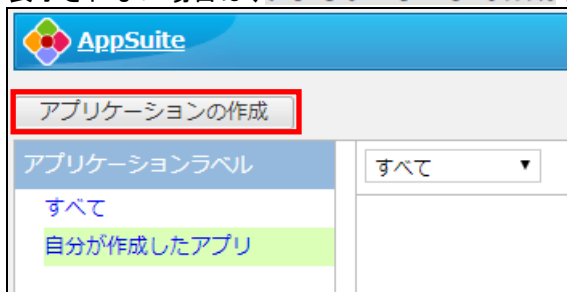 AppSuite
アプリケーションの作成
アプリケーションラベル
すべて
すべて
自分が作成したアプリ